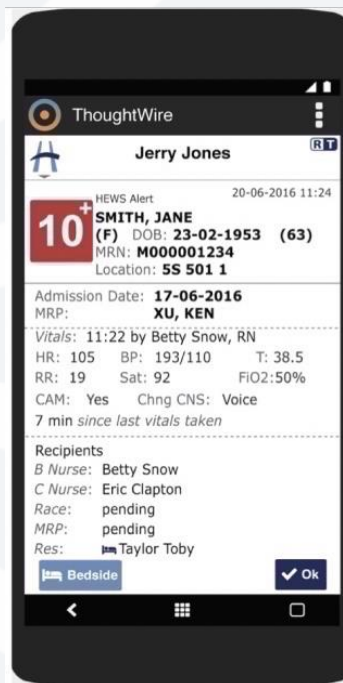 ThoughtWire
Jerry Jones
R T
HEWS Alert 20-06-2016 11:24
10+
SMITH, JANE
(F) DOB: 23-02-1953 (63)
MRN: M000001234
Location: 5S 501 1
Admission Date: 17-06-2016
MRP: XU, KEN
Vitals: 11:22 by Betty Snow, RN
HR: 105 BP: 193/110 T: 38.5
RR: 19 Sat: 92 FiO2:50%
CAM: Yes Chng CNS: Voice
7 min since last vitals taken
Recipients
B Nurse: Betty Snow
C Nurse: Eric Clapton
Race: pending
MRP: pending
Res: Taylor Toby
Bedside Ok